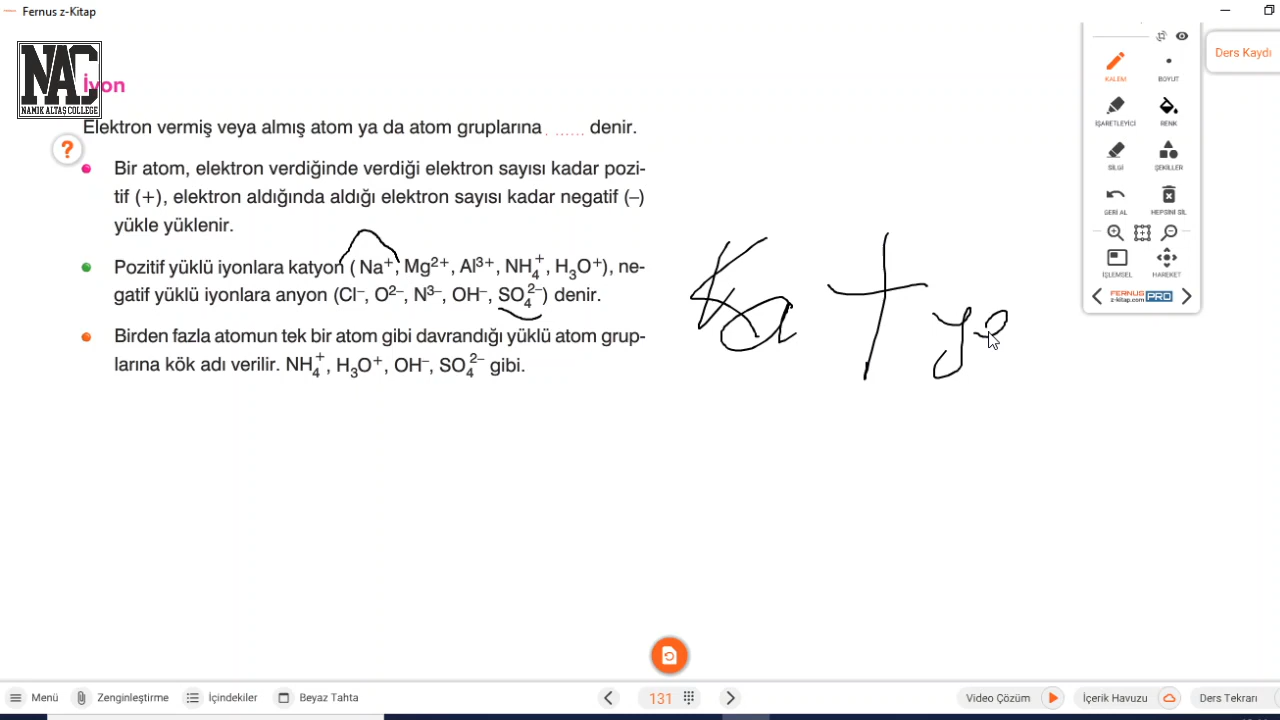 Fernus z-Kitap
NAC
NAMIK ALTAŞ COLLEGE
İyon
Elektron vermiş veya almış atom ya da atom gruplarına ...... denir.
?
Bir atom, elektron verdiğinde verdiği elektron sayısı kadar pozi-
tif (+), elektron aldığında aldığı elektron sayısı kadar negatif (–)
yükle yüklenir.
Pozitif yüklü iyonlara katyon ( Na⁺, Mg²⁺, Al³⁺, NH₄⁺, H₃O⁺), ne-
gatif yüklü iyonlara anyon (Cl⁻, O²⁻, N³⁻, OH⁻, SO₄²⁻) denir.
Birden fazla atomun tek bir atom gibi davrandığı yüklü atom grup-
larına kök adı verilir. NH₄⁺, H₃O⁺, OH⁻, SO₄²⁻ gibi.
Ka t y
KALEM
BOYUT
İŞARETLEYİCİ
RENK
SİLGİ
ŞEKİLLER
GERİ AL
HEPSİNİ SİL
İŞLEMSEL
HAREKET
FERNUS
z-kitap.com PRO
Ders Kaydı
Menü
Zenginleştirme
İçindekiler
Beyaz Tahta
131
Video Çözüm
İçerik Havuzu
Ders Tekrarı